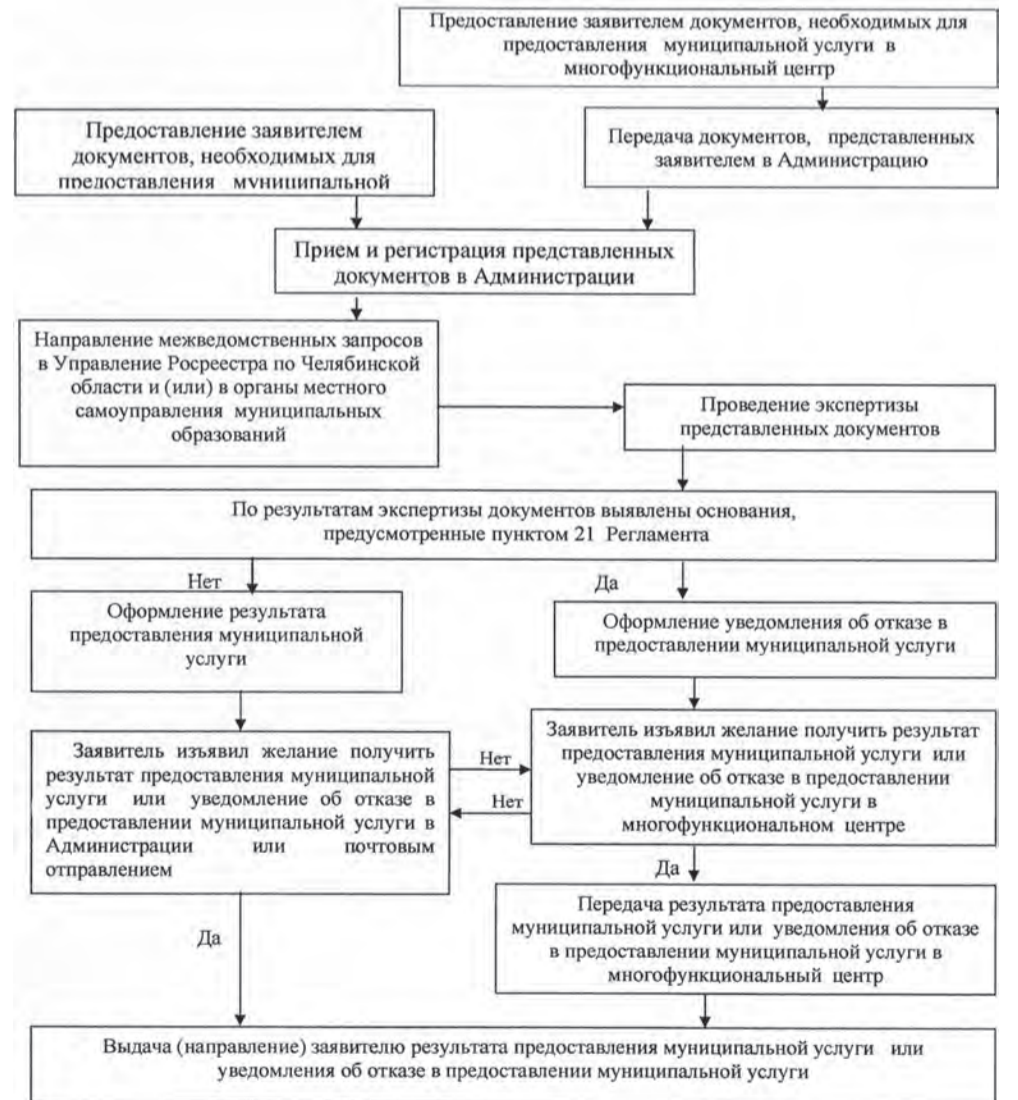 Предоставление заявителем документов, необходимых для
предоставления муниципальной услуги в
многофункциональный центр
Предоставление заявителем
документов, необходимых для
предоставления муниципальной
Передача документов, представленных
заявителем в Администрацию
Прием и регистрация представленных
документов в Администрации
Направление межведомственных запросов
в Управление Росреестра по Челябинской
области и (или) в органы местного
самоуправления муниципальных
образований
Проведение экспертизы
представленных документов
По результатам экспертизы документов выявлены основания,
предусмотренные пунктом 21 Регламента
Нет
Да
Оформление результата
предоставления муниципальной
услуги
Оформление уведомления об отказе в
предоставлении муниципальной услуги
Заявитель изъявил желание получить
результат предоставления муниципальной
услуги или уведомление об отказе в
предоставлении муниципальной услуги в
Администрации или почтовым
отправлением
Нет
Нет
Заявитель изъявил желание получить результат
предоставления муниципальной услуги или
уведомление об отказе в предоставлении
муниципальной услуги в
многофункциональном центре
Да
Передача результата предоставления
муниципальной услуги или уведомления об отказе
в предоставлении муниципальной услуги в
многофункциональный центр
Да
Выдача (направление) заявителю результата предоставления муниципальной услуги или
уведомления об отказе в предоставлении муниципальной услуги